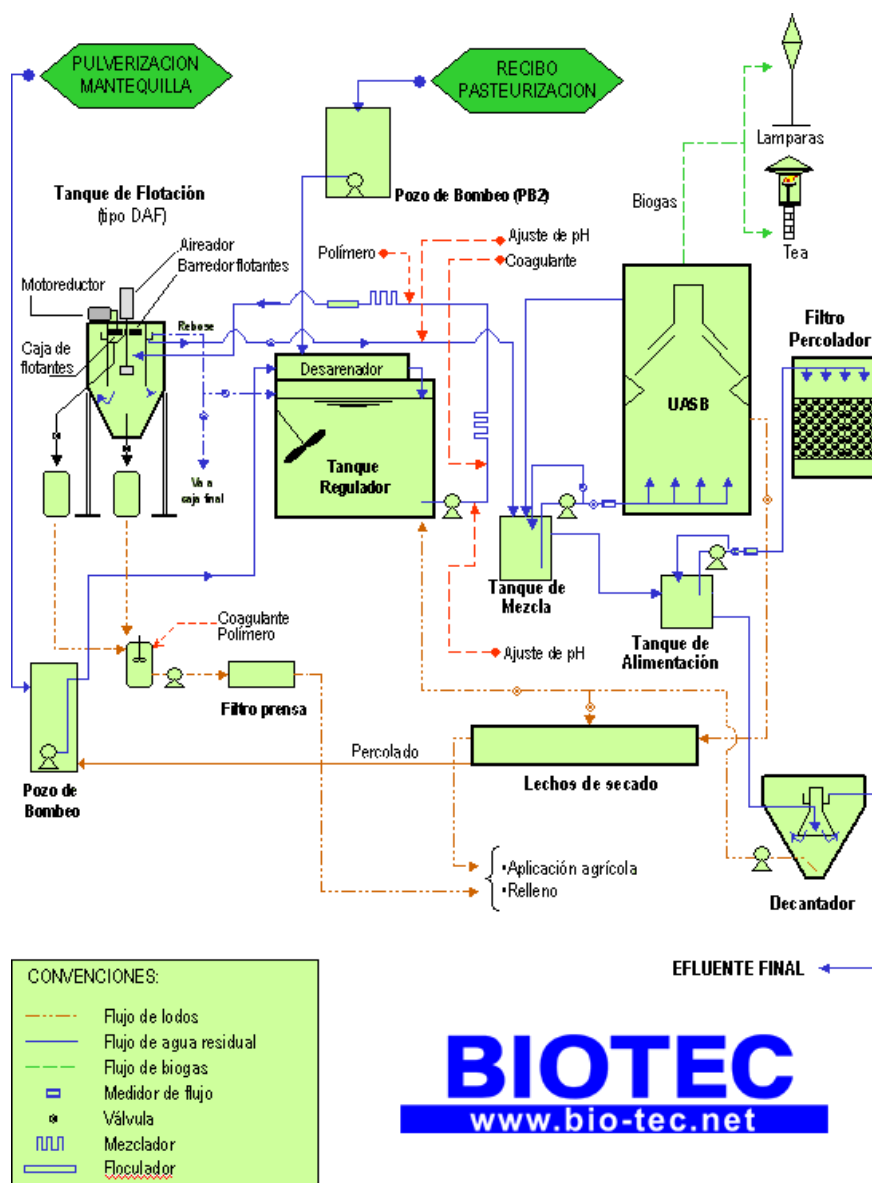 PULVERIZACION
MANTEQUILLA
RECIBO
PASTEURIZACION
Lamparas
Tanque de Flotación
(tipo DAF)
Pozo de Bombeo (PB2)
Biogas
Tea
Aireador
Barredor flotantes
Motoreductor
Polímero
Ajuste de pH
Coagulante
Filtro
Percolador
Rebose
Caja de
flotantes
Desarenador
UASB
Tanque
Regulador
Va a
caja final
Tanque de
Mezcla
Tanque de
Alimentación
Coagulante
Polímero
Ajuste de pH
Filtro prensa
Percolado
Lechos de secado
Pozo de
Bombeo
•Aplicación agrícola
•Relleno
Decantador
EFLUENTE FINAL
CONVENCIONES:
Flujo de lodos
Flujo de agua residual
Flujo de biogas
Medidor de flujo
Válvula
Mezclador
Floculador
BIOTEC
www.bio-tec.net